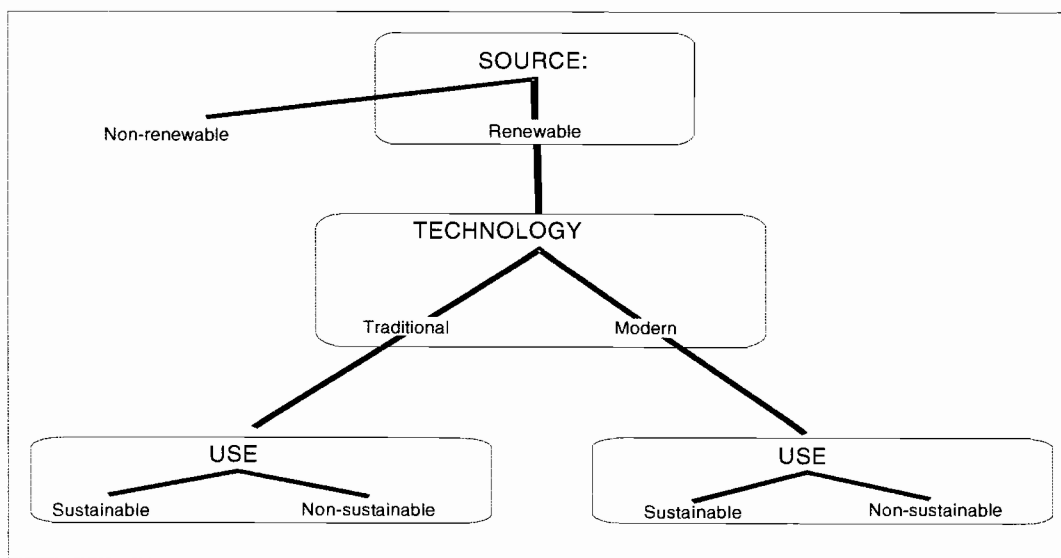 SOURCE:
Non-renewable Renewable
TECHNOLOGY
Traditional Modern
USE USE
Sustainable Non-sustainable Sustainable Non-sustainable